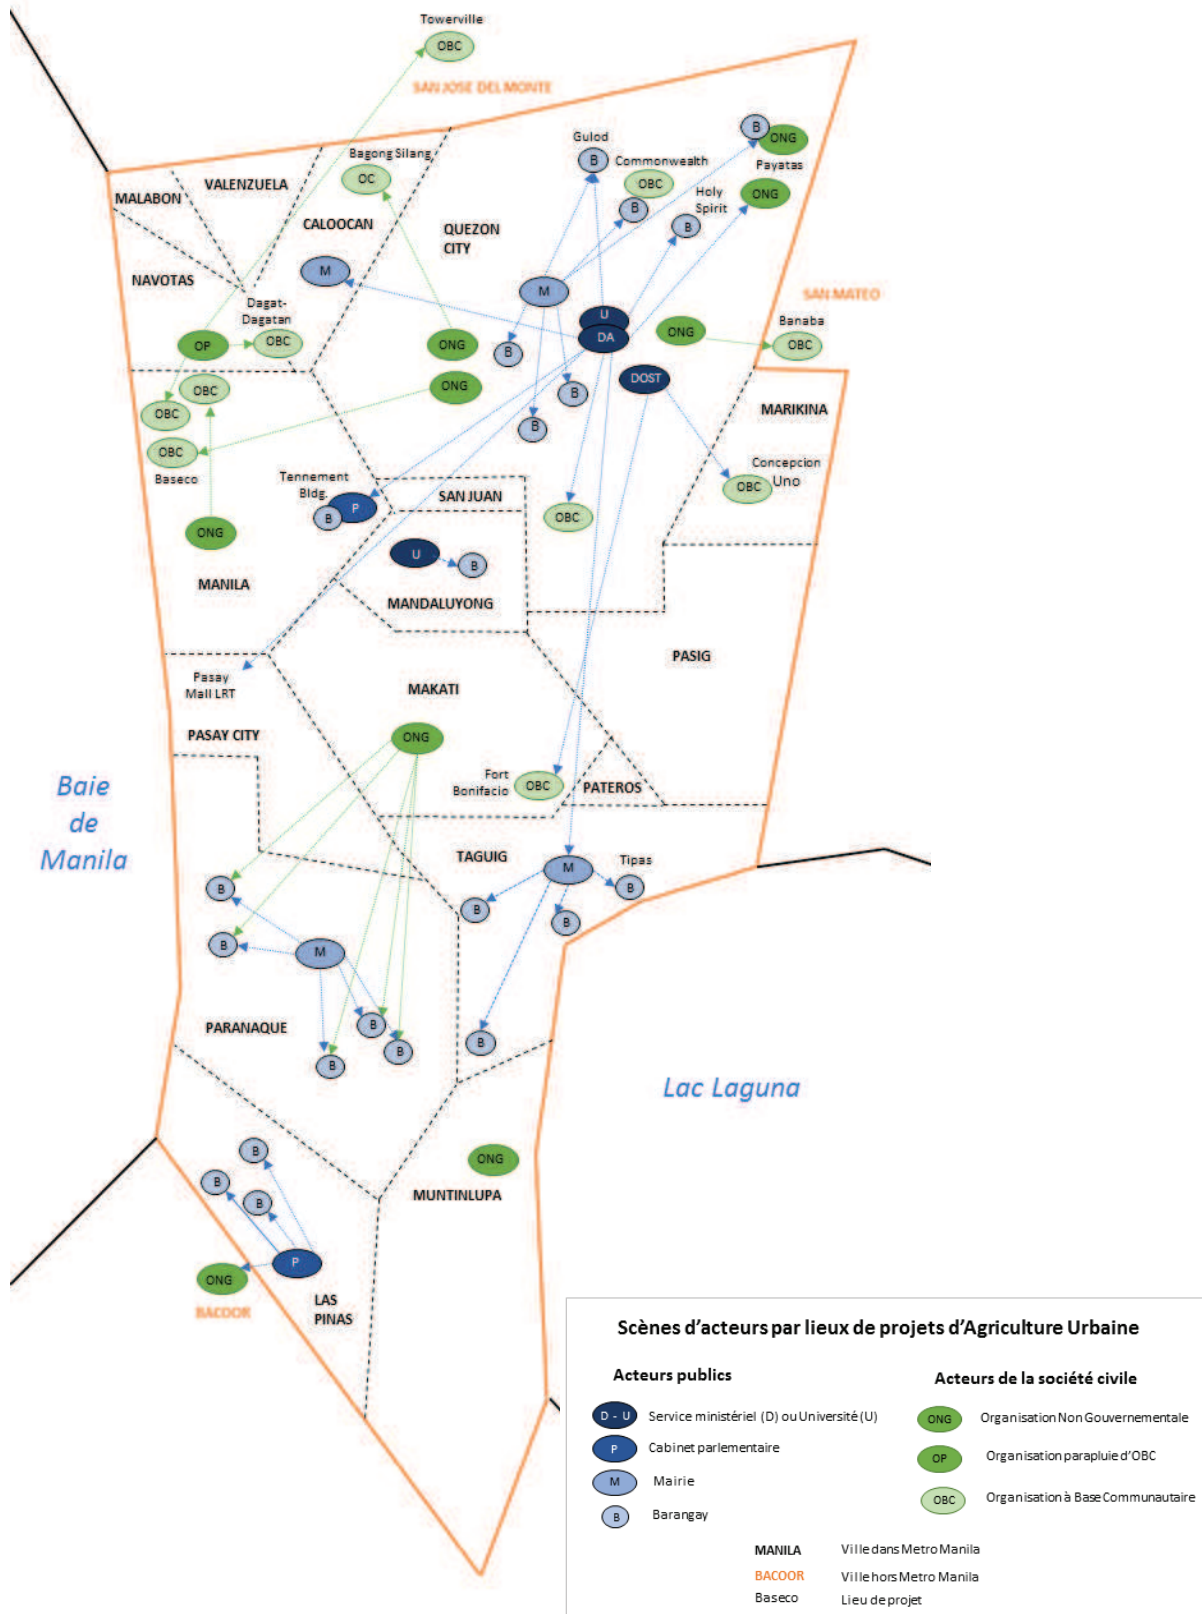 Towerville
OBC
SAN JOSE DEL MONTE
B
ONG
Gulod
Bagong Silang
Commonwealth
Payatas
B
OC
VALENZUELA
OBC
Holy
Spirit
ONG
MALABON
B
CALOOCAN
QUEZON
CITY
B
M
NAVOTAS
M
SAN MATEO
Dagat-
Dagatan
U
Banaba
OP
OBC
ONG
DA
ONG
OBC
B
DOST
OBC
ONG
B
MARIKINA
OBC
B
OBC
Baseco
Tennement
Bldg.
Concepcion
Uno
OBC
SAN JUAN
P
B
OBC
ONG
U
B
MANILA
MANDALUYONG
PASIG
Pasay
Mall LRT
MAKATI
PASAY CITY
ONG
Baie
de
Manila
Fort
Bonifacio
OBC
PATEROS
TAGUIG
M
Tipas
B
B
B
B
B
M
PARANAQUE
B
B
B
B
B
Lac Laguna
B
ONG
B
MUNTINLUPA
B
P
ONG
BACOOR
LAS
PINAS
Scènes d'acteurs par lieux de projets d'Agriculture Urbaine
Acteurs publics
D - U
Service ministériel (D) ou Université (U)
P
Cabinet parlementaire
M
Mairie
B
Barangay
Acteurs de la société civile
ONG
Organisation Non Gouvernementale
OP
Organisation parapluie d'OBC
OBC
Organisation à Base Communautaire
MANILA
Ville dans Metro Manila
BACOOR
Ville hors Metro Manila
Baseco
Lieu de projet